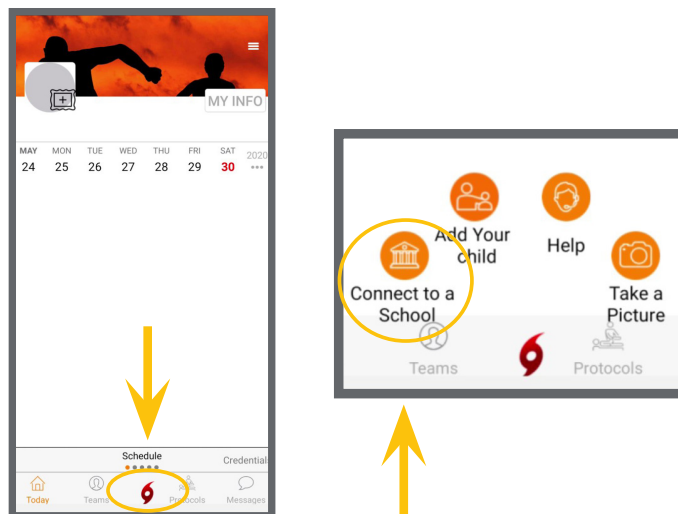 MY INFO
MAY MON TUE WED THU FRI SAT 2020
24 25 26 27 28 29 30
Schedule
Credential
Today Teams Protocols Messages
Add Your
child
Help
Connect to a
School
Take a
Picture
Teams Protocols